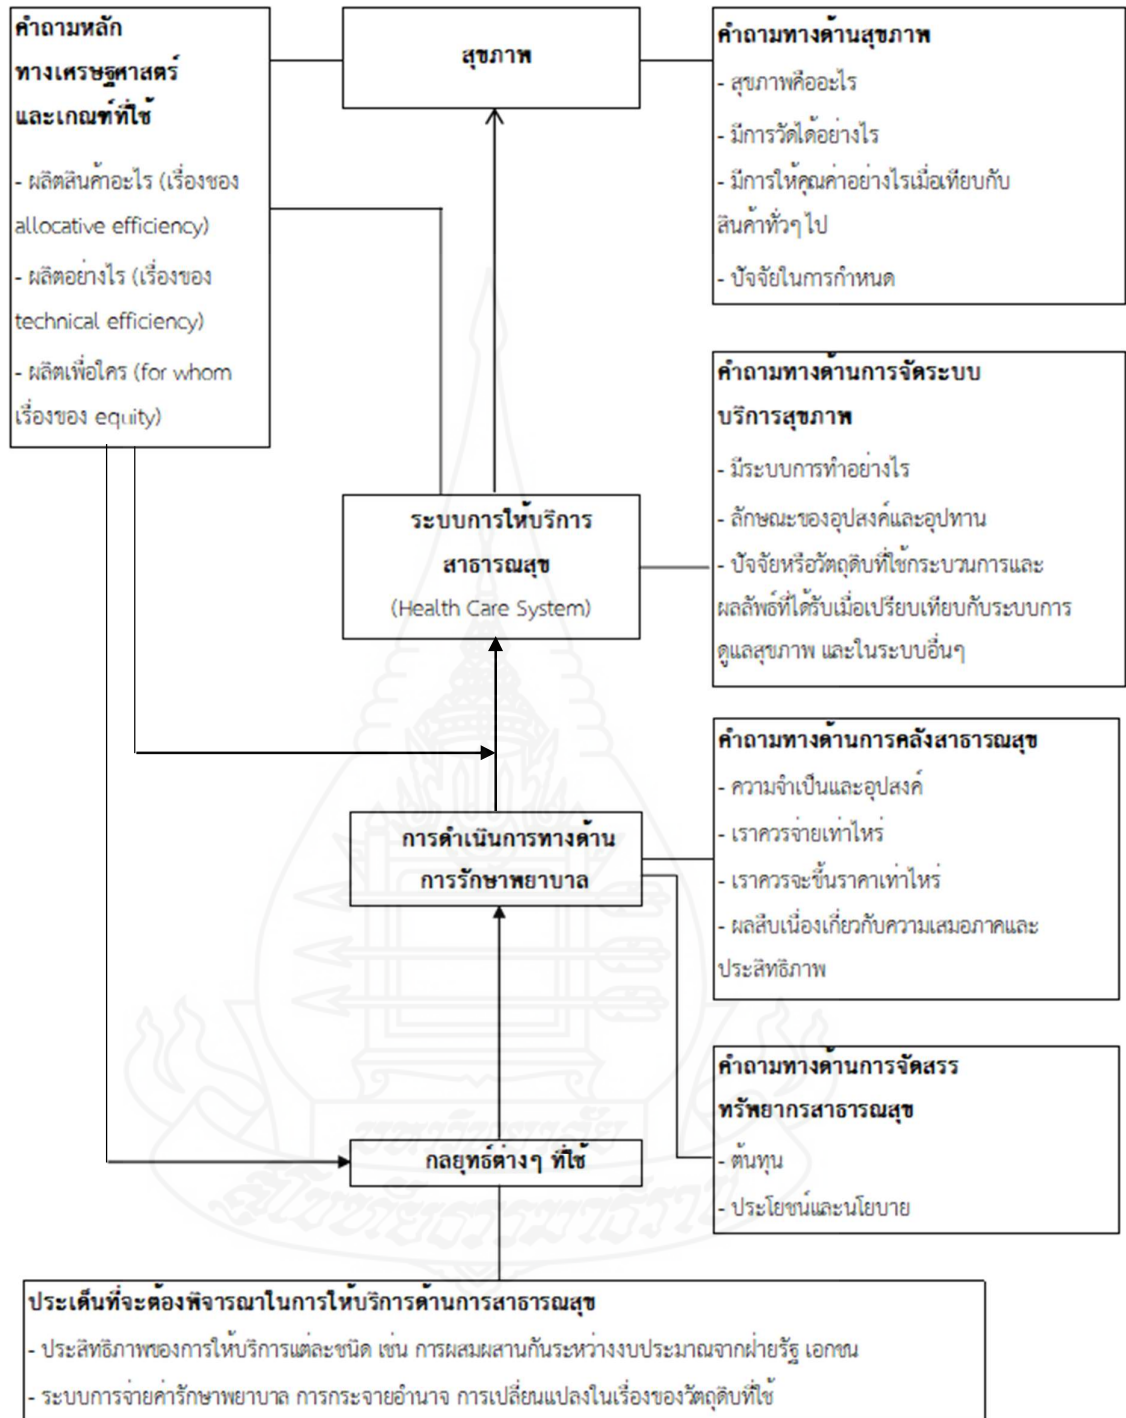 คำถามหลัก
ทางเศรษฐศาสตร์
และเกณฑ์ที่ใช้
- ผลิตสินค้าอะไร (เรื่องของ
allocative efficiency)
- ผลิตอย่างไร (เรื่องของ
technical efficiency)
- ผลิตเพื่อใคร (for whom
เรื่องของ equity)
สุขภาพ
คำถามทางด้านสุขภาพ
- สุขภาพคืออะไร
- มีการวัดได้อย่างไร
- มีการให้คุณค่าอย่างไรเมื่อเทียบกับ
สินค้าทั่วๆ ไป
- ปัจจัยในการกำหนด
คำถามทางด้านการจัดระบบ
บริการสุขภาพ
- มีระบบการทำอย่างไร
- ลักษณะของอุปสงค์และอุปทาน
- ปัจจัยหรือวัตถุดิบที่ใช้กระบวนการและ
ผลลัพธ์ที่ได้รับเมื่อเปรียบเทียบกับระบบการ
ดูแลสุขภาพ และในระบบอื่นๆ
ระบบการให้บริการ
สาธารณสุข
(Health Care System)
คำถามทางด้านการคลังสาธารณสุข
- ความจำเป็นและอุปสงค์
- เราควรจ่ายเท่าไหร่
- เราควรจะขึ้นราคาเท่าไหร่
- ผลสืบเนื่องเกี่ยวกับความเสมอภาคและ
ประสิทธิภาพ
การดำเนินการทางด้าน
การรักษาพยาบาล
คำถามทางด้านการจัดสรร
ทรัพยากรสาธารณสุข
- ต้นทุน
- ประโยชน์และนโยบาย
กลยุทธ์ต่างๆ ที่ใช้
มหาวิทยาลัย
สุโขทัยธรรมาธิราช
ประเด็นที่จะต้องพิจารณาในการให้บริการด้านการสาธารณสุข
- ประสิทธิภาพของการให้บริการแต่ละชนิด เช่น การผสมผสานกันระหว่างงบประมาณจากฝ่ายรัฐ เอกชน
- ระบบการจ่ายค่ารักษาพยาบาล การกระจายอำนาจ การเปลี่ยนแปลงในเรื่องของวัตถุดิบที่ใช้